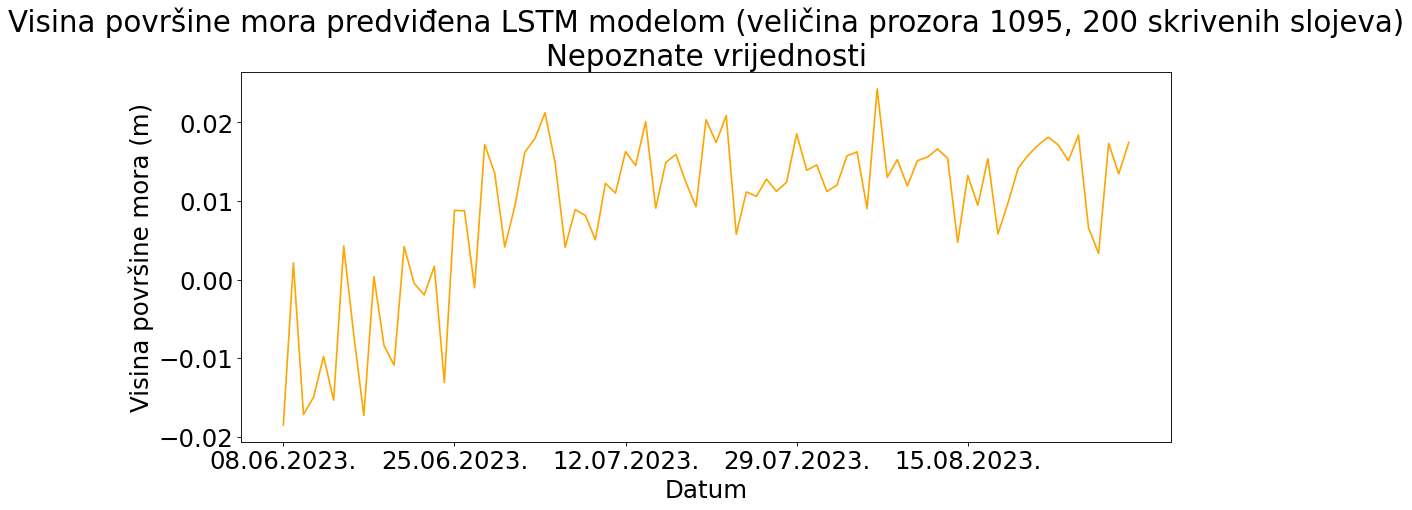 Visina površine mora predviđena LSTM modelom (veličina prozora 1095, 200 skrivenih slojeva)
Nepoznate vrijednosti
Visina površine mora (m)
0.02
0.01
0.00
−0.01
−0.02
08.06.2023. 25.06.2023. 12.07.2023. 29.07.2023. 15.08.2023.
Datum